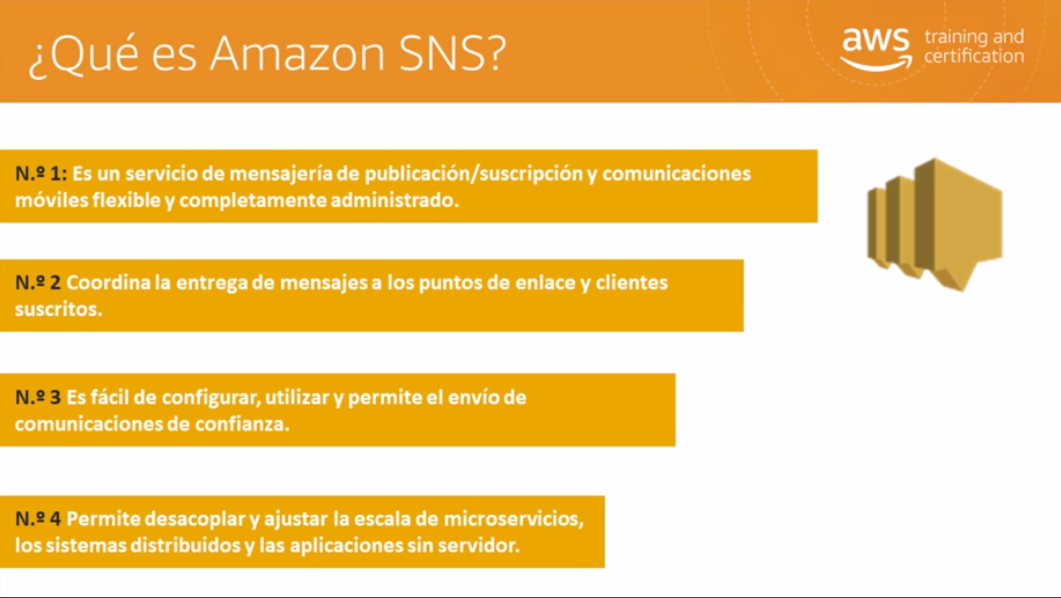 ¿Qué es Amazon SNS?
aws training and
certification
N.º 1: Es un servicio de mensajería de publicación/suscripción y comunicaciones
móviles flexible y completamente administrado.
N.º 2 Coordina la entrega de mensajes a los puntos de enlace y clientes
suscritos.
N.º 3 Es fácil de configurar, utilizar y permite el envío de
comunicaciones de confianza.
N.º 4 Permite desacoplar y ajustar la escala de microservicios,
los sistemas distribuidos y las aplicaciones sin servidor.